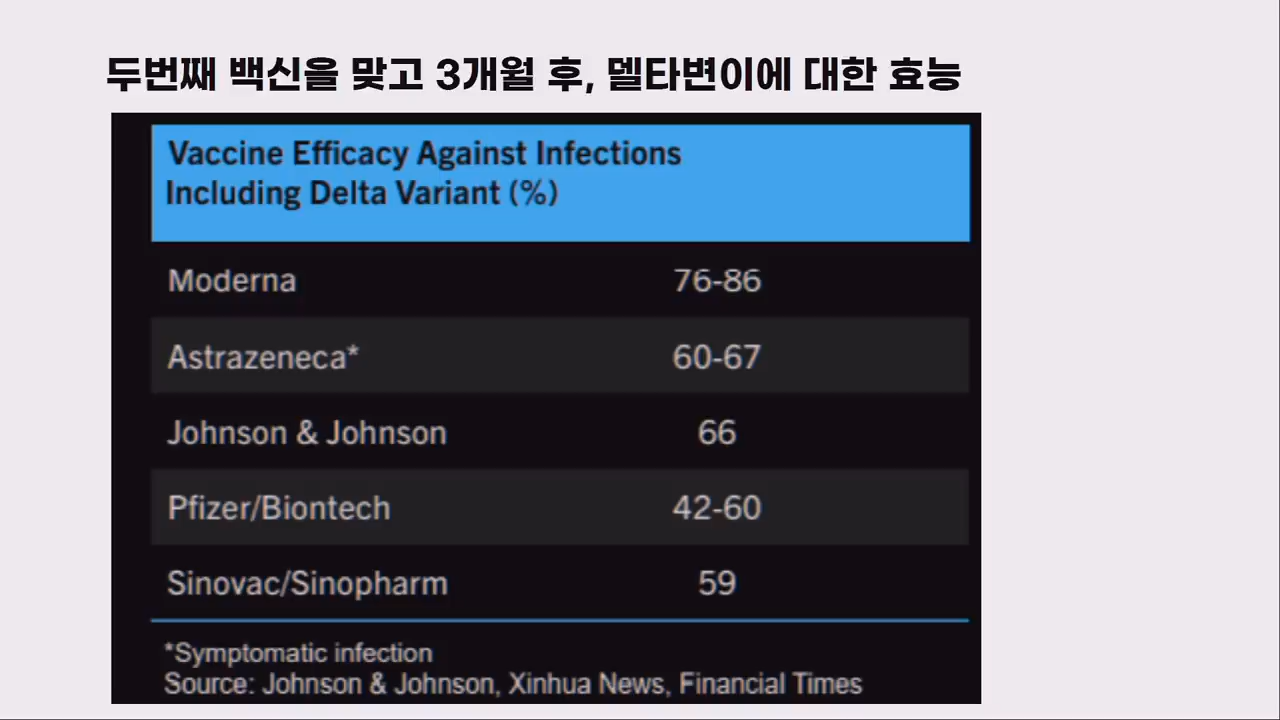 두번째 백신을 맞고 3개월 후, 델타변이에 대한 효능
Vaccine Efficacy Against Infections
Including Delta Variant (%)
Moderna 76-86
Astrazeneca* 60-67
Johnson & Johnson 66
Pfizer/Biontech 42-60
Sinovac/Sinopharm 59
*Symptomatic infection
Source: Johnson & Johnson, Xinhua News, Financial Times